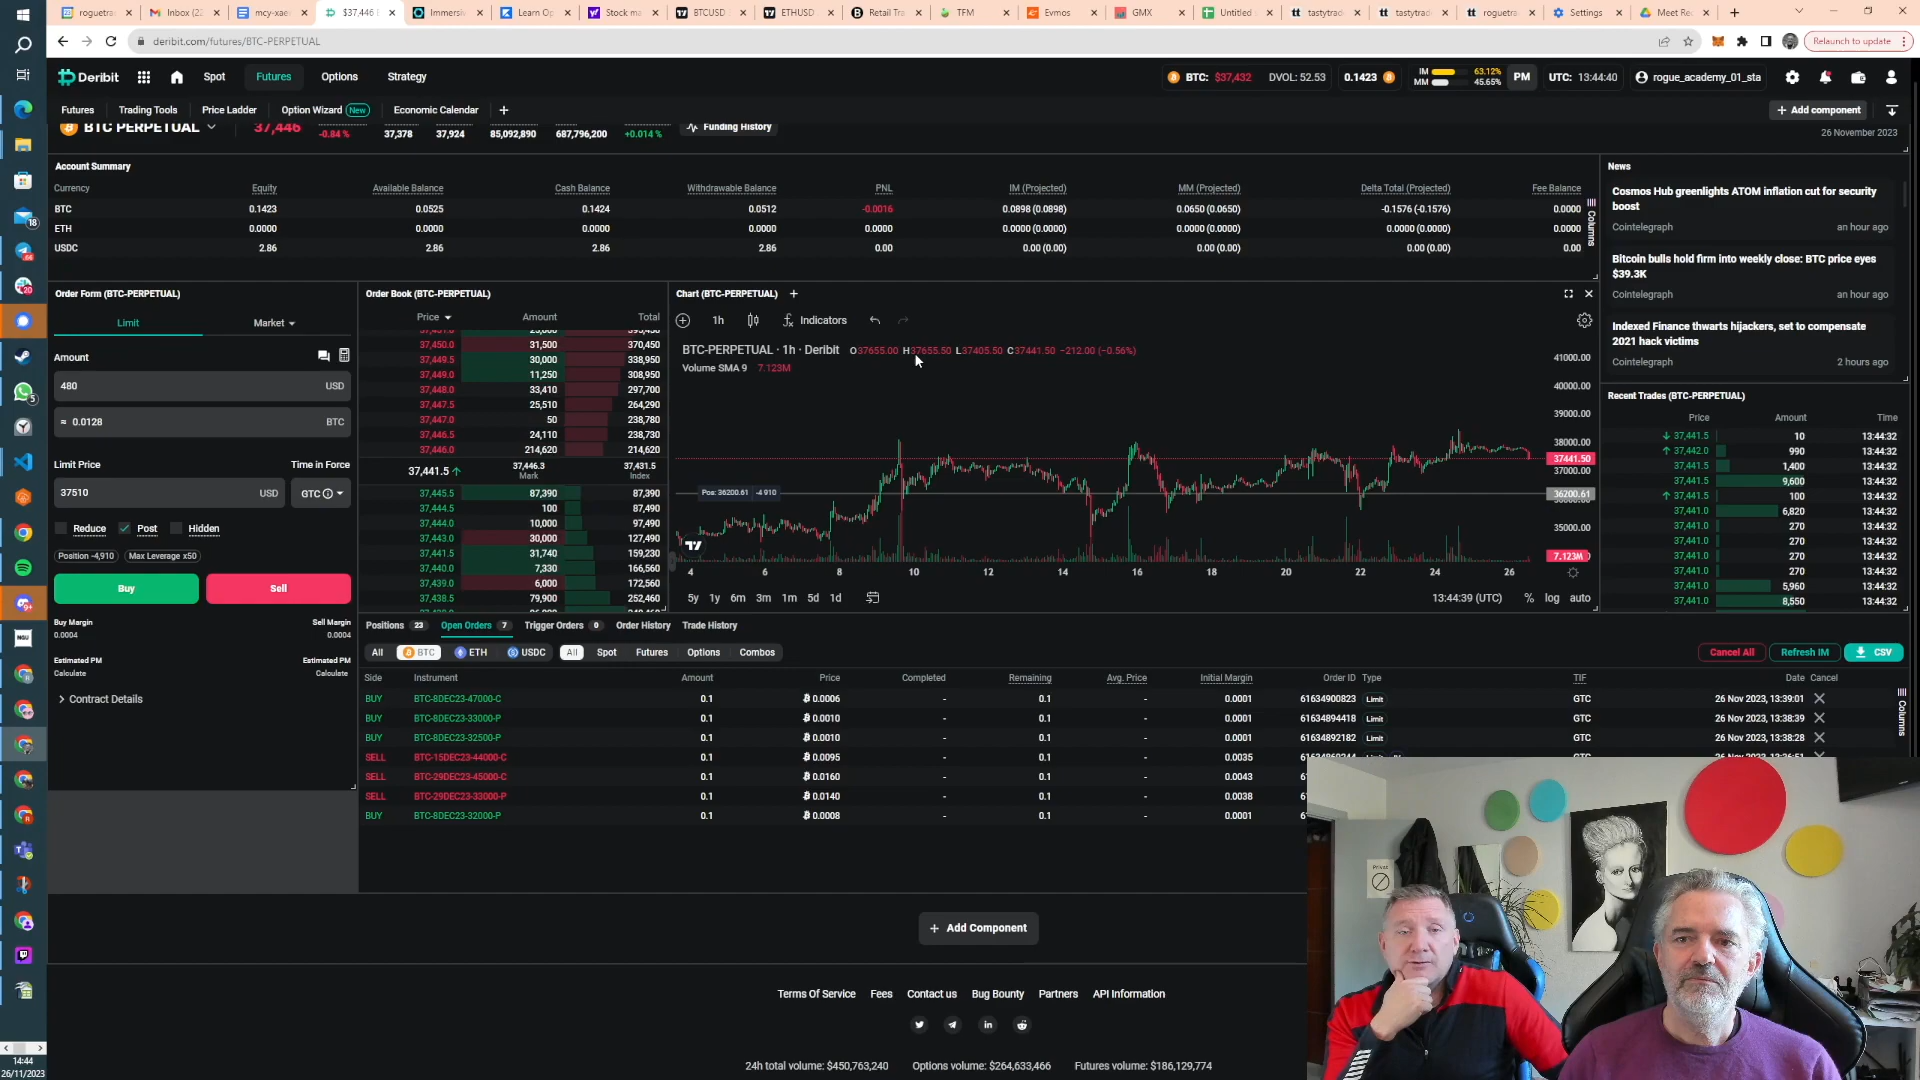 roguetra
Inbox (2
mcy-xae
$37,446
Immersiv
Learn Op
Stock ma
BTCUSD
ETHUSD
Retail Tra
TFM
Evmos
GMX
Untitled s
tastytrade
tastytrade
roguetra
Settings
Meet Rec
deribit.com/futures/BTC-PERPETUAL
Relaunch to update
Deribit
Spot
Futures
Options
Strategy
BTC: $37,432
DVOL: 52.53
0.1423
IM 63.12%
MM 45.65%
PM
UTC: 13:44:40
rogue_academy_01_sta
Futures
Trading Tools
Price Ladder
Option Wizard New
Economic Calendar
Add component
BTC PERPETUAL
37,446
-0.84 %
37,378
37,924
85,092,890
687,796,200
+0.014 %
Funding History
26 November 2023
Account Summary
Currency Equity Available Balance Cash Balance Withdrawable Balance PNL IM (Projected) MM (Projected) Delta Total (Projected) Fee Balance
BTC 0.1423 0.0525 0.1424 0.0512 -0.0016 0.0898 (0.0898) 0.0650 (0.0650) -0.1576 (-0.1576) 0.0000
ETH 0.0000 0.0000 0.0000 0.0000 0.0000 0.0000 (0.0000) 0.0000 (0.0000) 0.0000 (0.0000) 0.0000
USDC 2.86 2.86 2.86 2.86 0.00 0.00 (0.00) 0.00 (0.00) 0.00 (0.00) 0.00
Columns
News
Cosmos Hub greenlights ATOM inflation cut for security
boost
Cointelegraph an hour ago
Bitcoin bulls hold firm into weekly close: BTC price eyes
$39.3K
Cointelegraph an hour ago
Indexed Finance thwarts hijackers, set to compensate
2021 hack victims
Cointelegraph 2 hours ago
Order Form (BTC-PERPETUAL)
Limit
Market
Amount
480 USD
≈ 0.0128 BTC
Limit Price
Time in Force
37510 USD
GTC
Reduce
Post
Hidden
Position -4,910
Max Leverage x50
Buy
Sell
Buy Margin
Sell Margin
0.0004
0.0004
Estimated PM
Estimated PM
Calculate
Calculate
Contract Details
Order Book (BTC-PERPETUAL)
Price Amount Total
37,450.0 31,500 370,450
37,449.5 30,000 338,950
37,449.0 11,250 308,950
37,448.0 33,410 297,700
37,447.5 25,510 264,290
37,447.0 50 238,780
37,446.5 24,110 238,730
37,446.0 214,620 214,620
37,441.5
37,446.3
Mark
37,431.5
Index
37,445.5 87,390 87,390
37,444.5 100 87,490
37,444.0 10,000 97,490
37,443.0 30,000 127,490
37,441.5 31,740 159,230
37,440.0 7,330 166,560
37,439.0 6,000 172,560
37,438.5 79,900 252,460
Chart (BTC-PERPETUAL)
1h
Indicators
BTC-PERPETUAL · 1h · Deribit O37655.00 H37655.50 L37405.50 C37441.50 −212.00 (−0.56%)
Volume SMA 9 7.123M
41000.00
40000.00
39000.00
38000.00
37441.50
37000.00
36200.61
35000.00
7.123M
Pos: 36200.61 -4 910
4 6 8 10 12 14 16 18 20 22 24 26
5y 1y 6m 3m 1m 5d 1d
13:44:39 (UTC)
% log auto
Recent Trades (BTC-PERPETUAL)
Price Amount Time
37,441.5 10 13:44:32
37,442.0 990 13:44:32
37,441.5 1,400 13:44:32
37,441.5 9,600 13:44:32
37,441.5 100 13:44:32
37,441.0 6,820 13:44:32
37,441.0 270 13:44:32
37,441.0 270 13:44:32
37,441.0 270 13:44:32
37,441.0 270 13:44:32
37,441.0 5,960 13:44:32
37,441.0 8,550 13:44:32
Positions 23
Open Orders 7
Trigger Orders 0
Order History
Trade History
All
BTC
ETH
USDC
All
Spot
Futures
Options
Combos
Cancel All
Refresh IM
CSV
Side Instrument Amount Price Completed Remaining Avg. Price Initial Margin Order ID Type TIF Date Cancel
BUY BTC-8DEC23-47000-C 0.1 0.0006 - 0.1 - 0.0001 61634900823 Limit GTC 26 Nov 2023, 13:39:01
BUY BTC-8DEC23-33000-P 0.1 0.0010 - 0.1 - 0.0001 61634894418 Limit GTC 26 Nov 2023, 13:38:39
BUY BTC-8DEC23-32500-P 0.1 0.0010 - 0.1 - 0.0001 61634892182 Limit GTC 26 Nov 2023, 13:38:28
SELL BTC-15DEC23-44000-C 0.1 0.0095 - 0.1 - 0.0035
SELL BTC-29DEC23-45000-C 0.1 0.0160 - 0.1 - 0.0043
SELL BTC-29DEC23-33000-P 0.1 0.0140 - 0.1 - 0.0038
BUY BTC-8DEC23-32000-P 0.1 0.0008 - 0.1 - 0.0001
Columns
Add Component
Terms Of Service
Fees
Contact us
Bug Bounty
Partners
API Information
24h total volume: $450,763,240
Options volume: $264,633,466
Futures volume: $186,129,774
Privat
14:44
26/11/2023